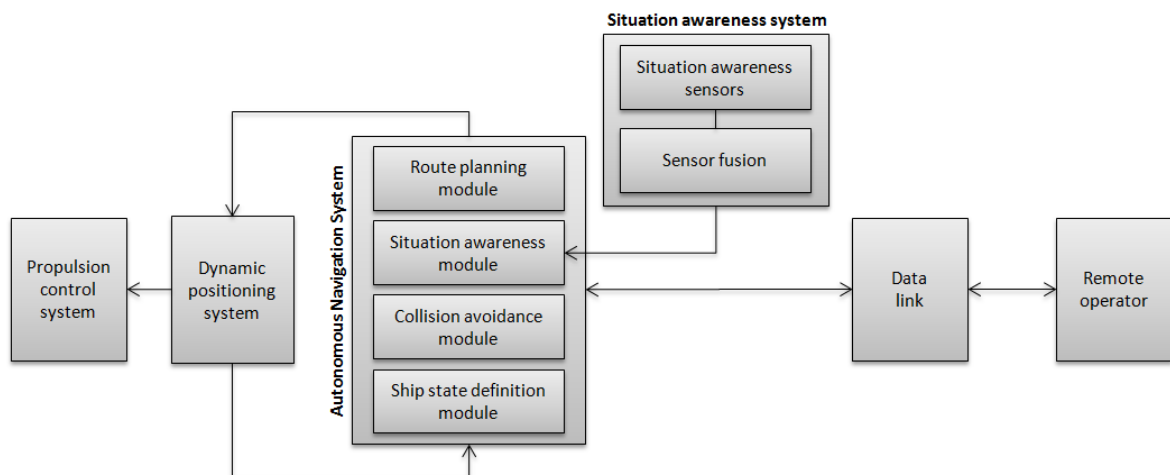 Situation awareness system
Situation awareness
sensors
Sensor fusion
Autonomous Navigation System
Route planning
module
Situation awareness
module
Collision avoidance
module
Ship state definition
module
Propulsion
control
system
Dynamic
positioning
system
Data
link
Remote
operator